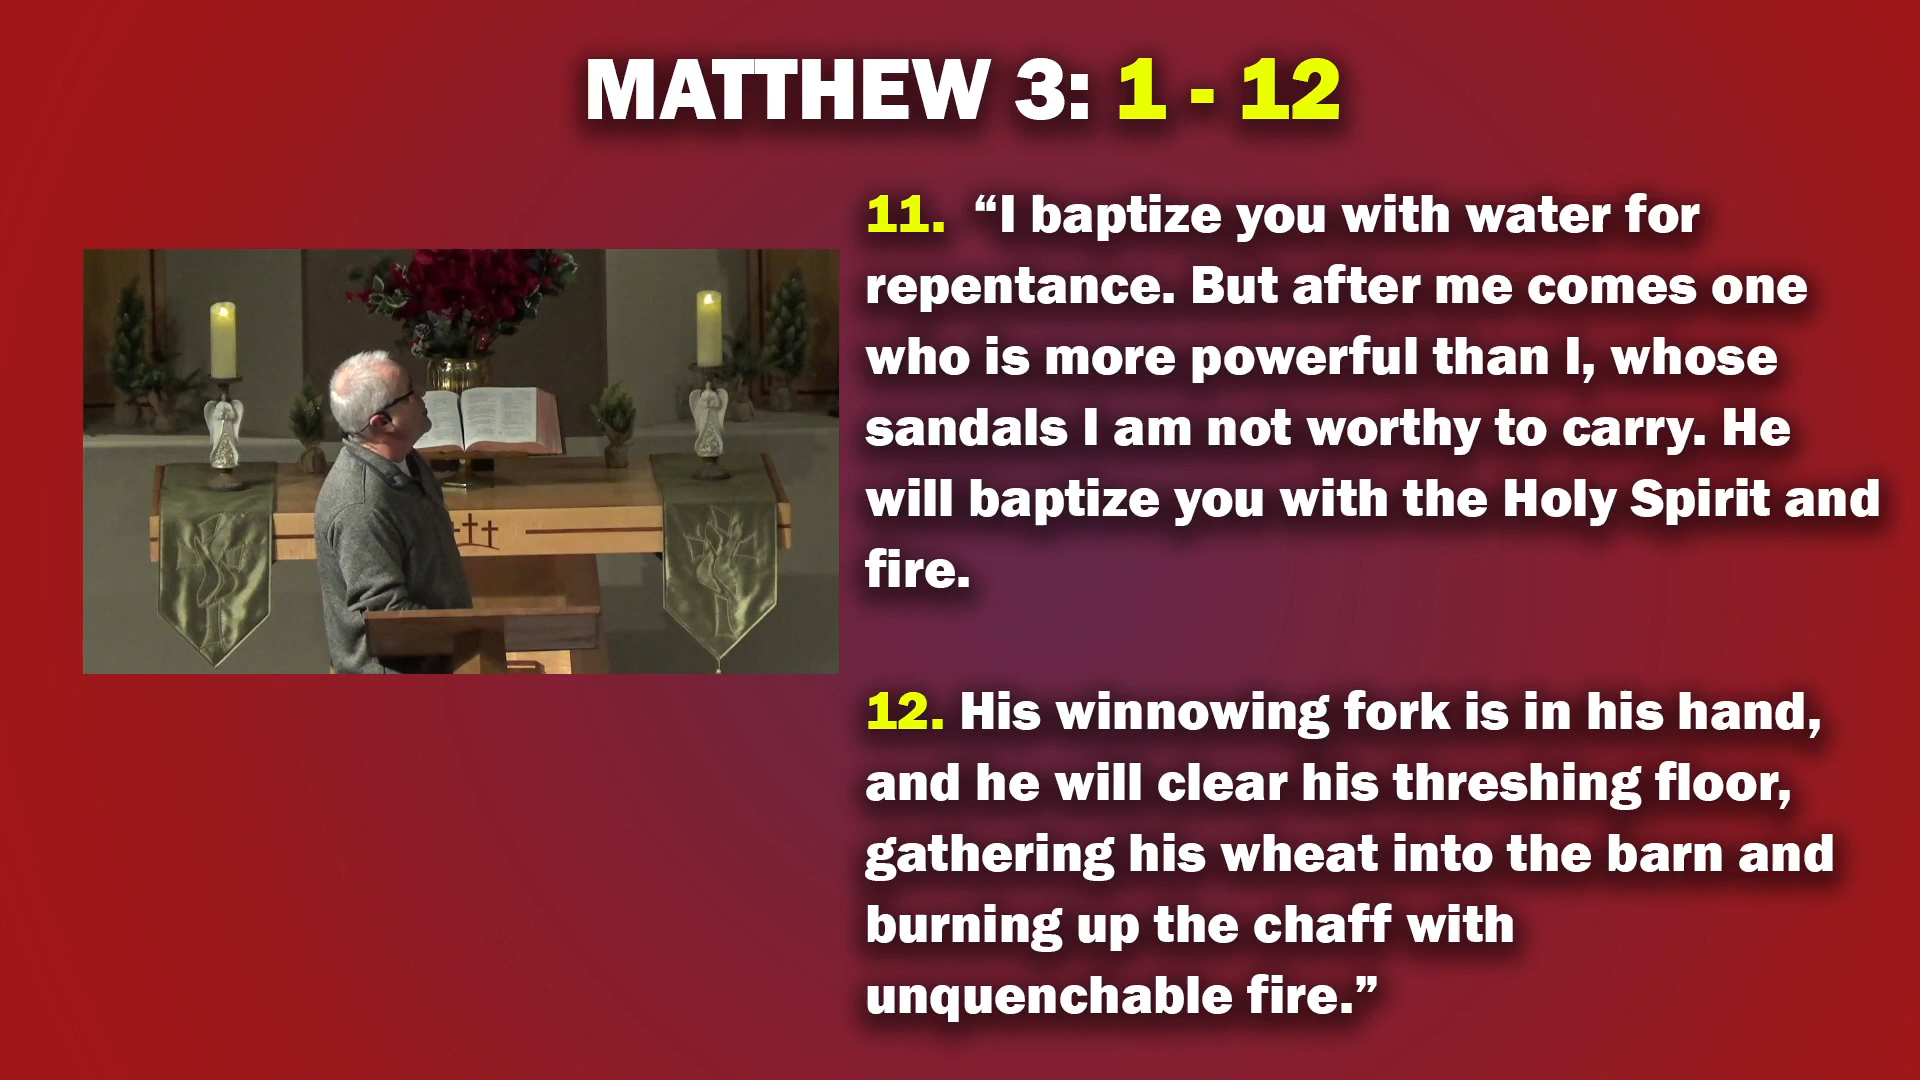 MATTHEW 3: 1 - 12
11. “I baptize you with water for
repentance. But after me comes one
who is more powerful than I, whose
sandals I am not worthy to carry. He
will baptize you with the Holy Spirit and
fire.
12. His winnowing fork is in his hand,
and he will clear his threshing floor,
gathering his wheat into the barn and
burning up the chaff with
unquenchable fire.”